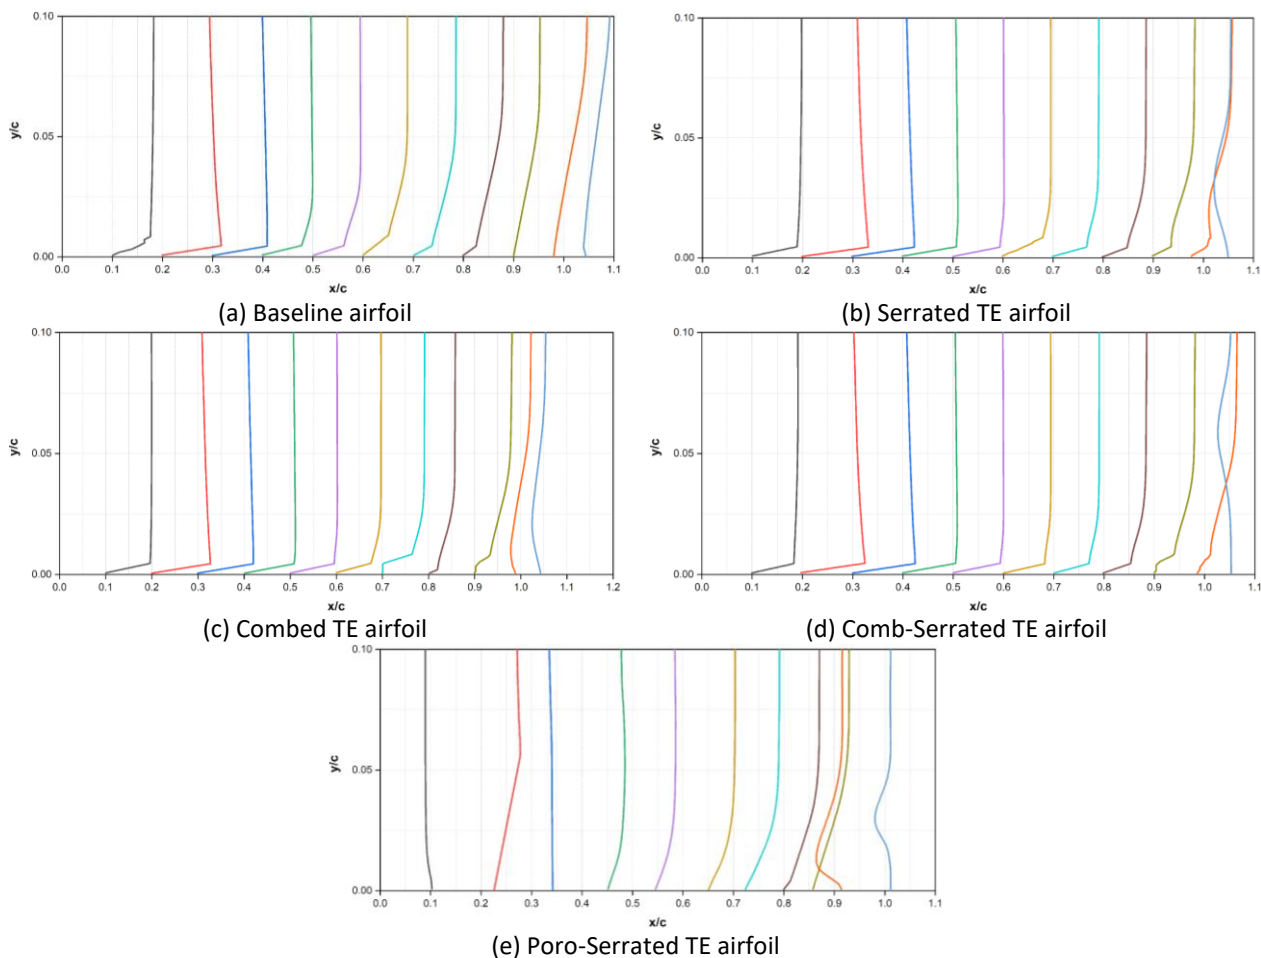 0.10
0.05
0.00
y/c
0.0 0.1 0.2 0.3 0.4 0.5 0.6 0.7 0.8 0.9 1.0 1.1
x/c
(a) Baseline airfoil
0.10
0.05
0.00
y/c
0.0 0.1 0.2 0.3 0.4 0.5 0.6 0.7 0.8 0.9 1.0 1.1
x/c
(b) Serrated TE airfoil
0.10
0.05
0.00
y/c
0.0 0.1 0.2 0.3 0.4 0.5 0.6 0.7 0.8 0.9 1.0 1.1 1.2
x/c
(c) Combed TE airfoil
0.10
0.05
0.00
y/c
0.0 0.1 0.2 0.3 0.4 0.5 0.6 0.7 0.8 0.9 1.0 1.1
x/c
(d) Comb-Serrated TE airfoil
0.10
0.05
0.00
y/c
0.0 0.1 0.2 0.3 0.4 0.5 0.6 0.7 0.8 0.9 1.0 1.1
x/c
(e) Poro-Serrated TE airfoil